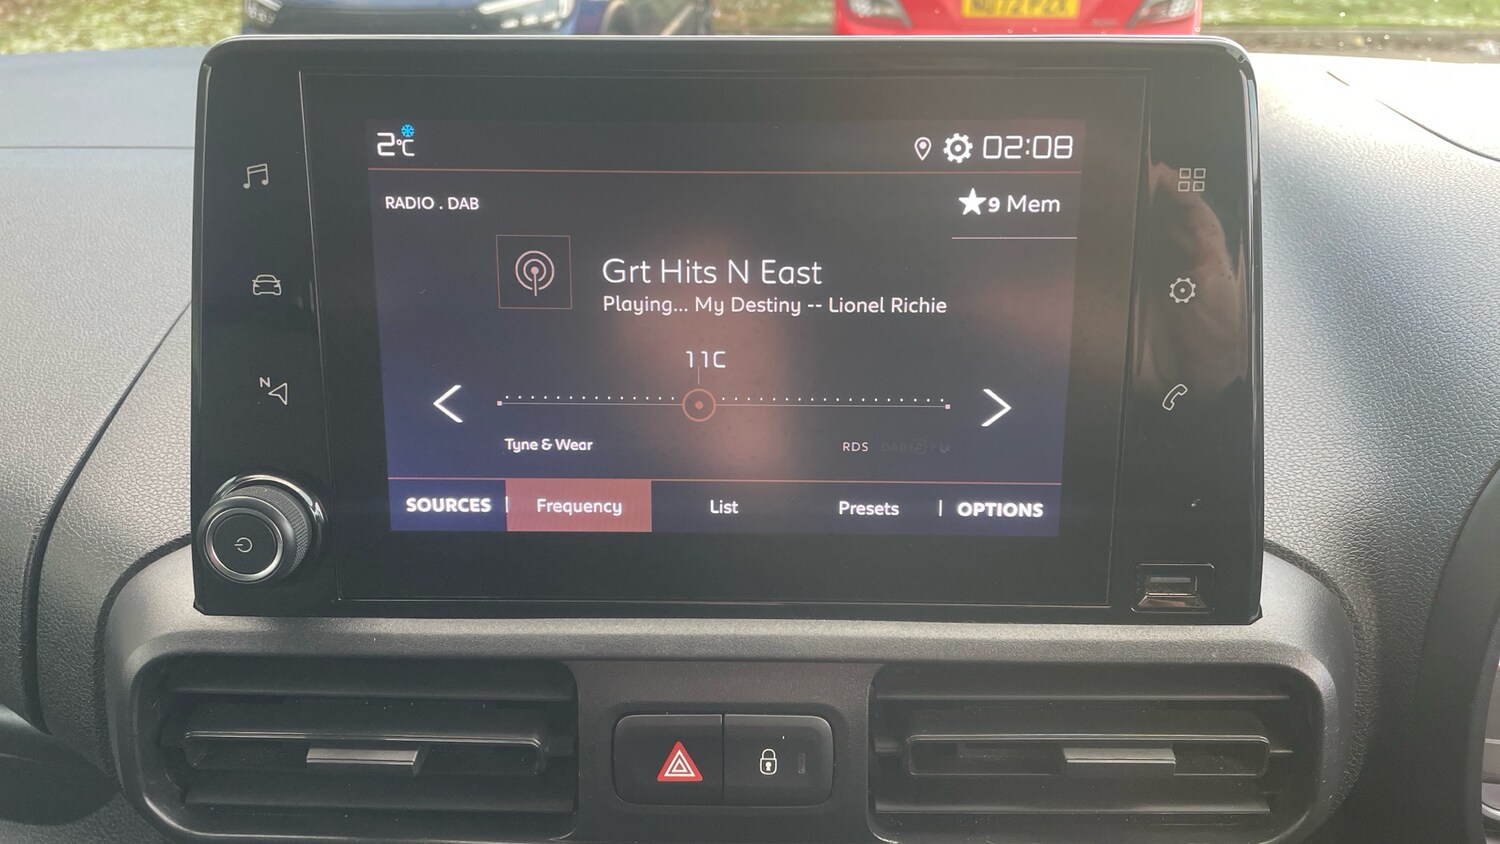 2°C
02:08
RADIO . DAB
9 Mem
Grt Hits N East
Playing... My Destiny -- Lionel Richie
11C
N
Tyne & Wear
RDS
SOURCES | Frequency List Presets | OPTIONS